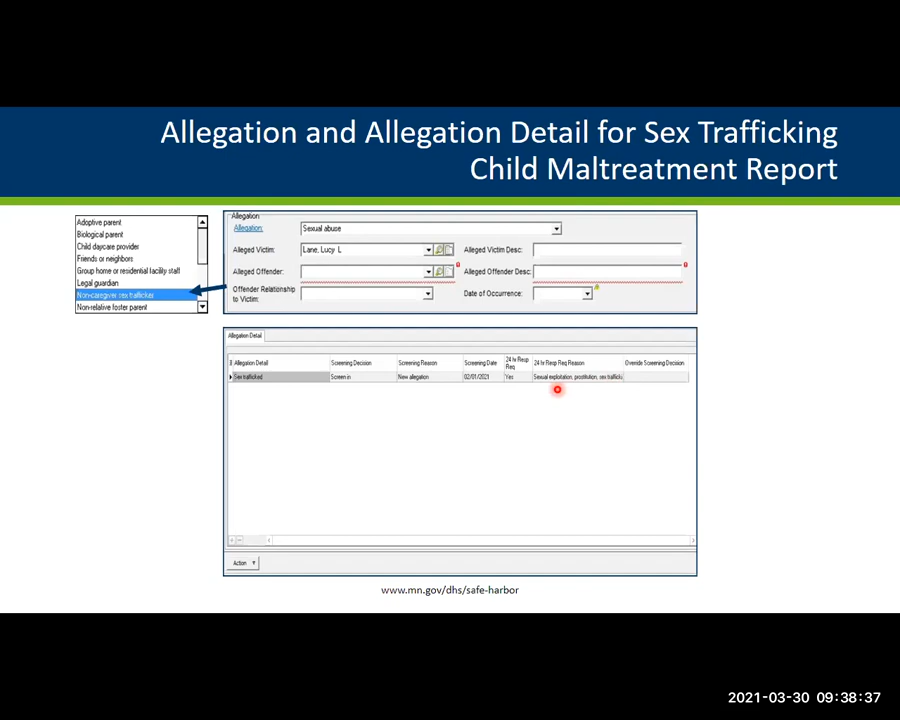 Allegation and Allegation Detail for Sex Trafficking
Child Maltreatment Report
Adoptive parent
Biological parent
Child daycare provider
Friends or neighbors
Group home or residential facility staff
Legal guardian
Non-caregiver sex trafficker
Non-relative foster parent
Allegation
Allegation: Sexual abuse
Alleged Victim: Lane, Lucy L Alleged Victim Desc:
Alleged Offender: Alleged Offender Desc:
Offender Relationship
to Victim: Date of Occurrence:
Allegation Detail
Allegation Detail Screening Decision Screening Reason Screening Date 24 hr Resp Req 24 hr Resp Req Reason Override Screening Decision
Sex trafficked Screen in New allegation 02/01/2021 Yes Sexual exploitation, prostitution, sex traffickin
Action
www.mn.gov/dhs/safe-harbor
2021-03-30 09:38:37